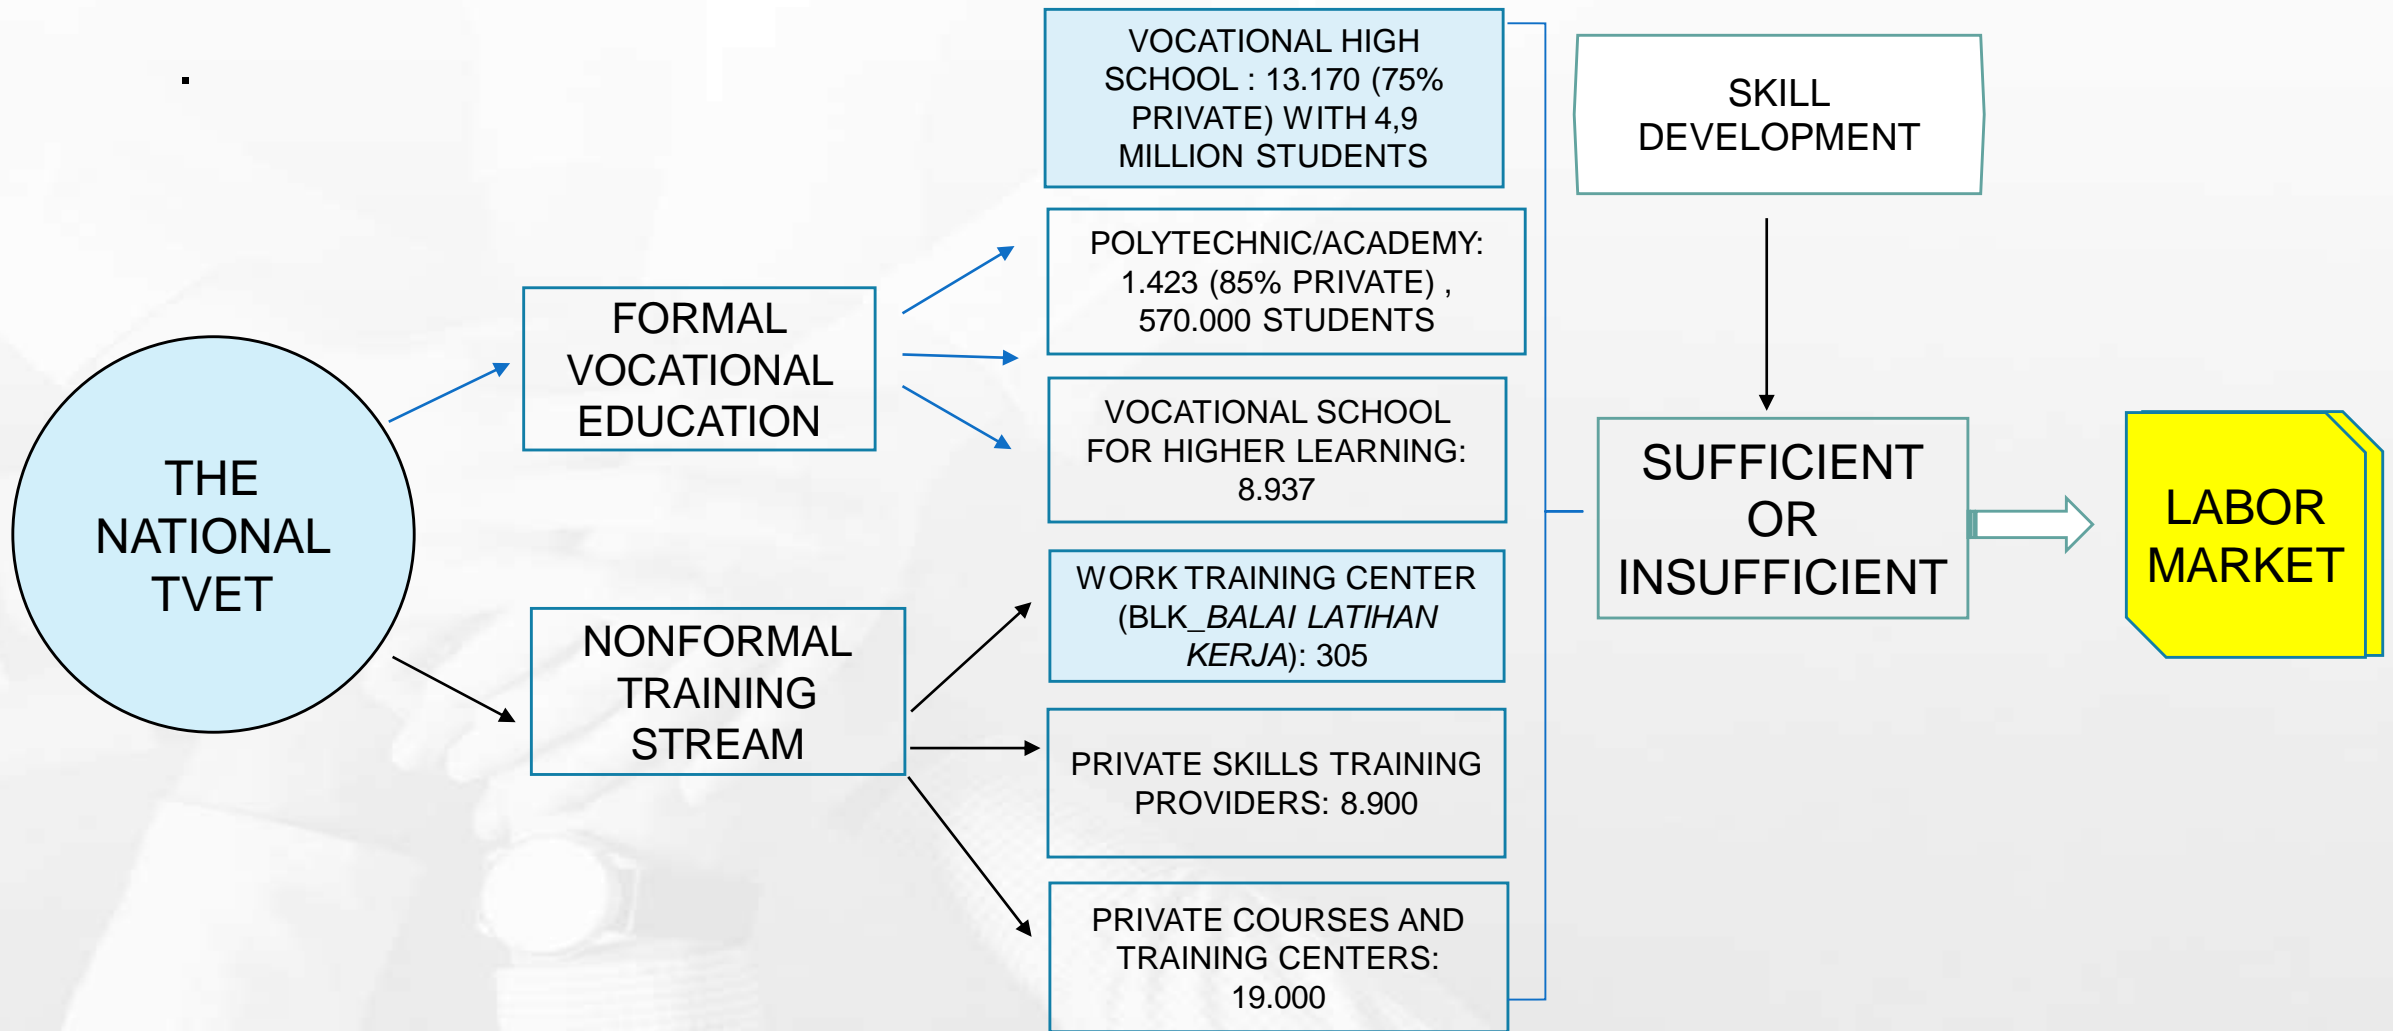 THE
NATIONAL
TVET
FORMAL
VOCATIONAL
EDUCATION
NONFORMAL
TRAINING
STREAM
VOCATIONAL HIGH
SCHOOL : 13.170 (75%
PRIVATE) WITH 4,9
MILLION STUDENTS
POLYTECHNIC/ACADEMY:
1.423 (85% PRIVATE) ,
570.000 STUDENTS
VOCATIONAL SCHOOL
FOR HIGHER LEARNING:
8.937
WORK TRAINING CENTER
(BLK_BALAI LATIHAN
KERJA): 305
PRIVATE SKILLS TRAINING
PROVIDERS: 8.900
PRIVATE COURSES AND
TRAINING CENTERS:
19.000
SKILL
DEVELOPMENT
SUFFICIENT
OR
INSUFFICIENT
LABOR
MARKET